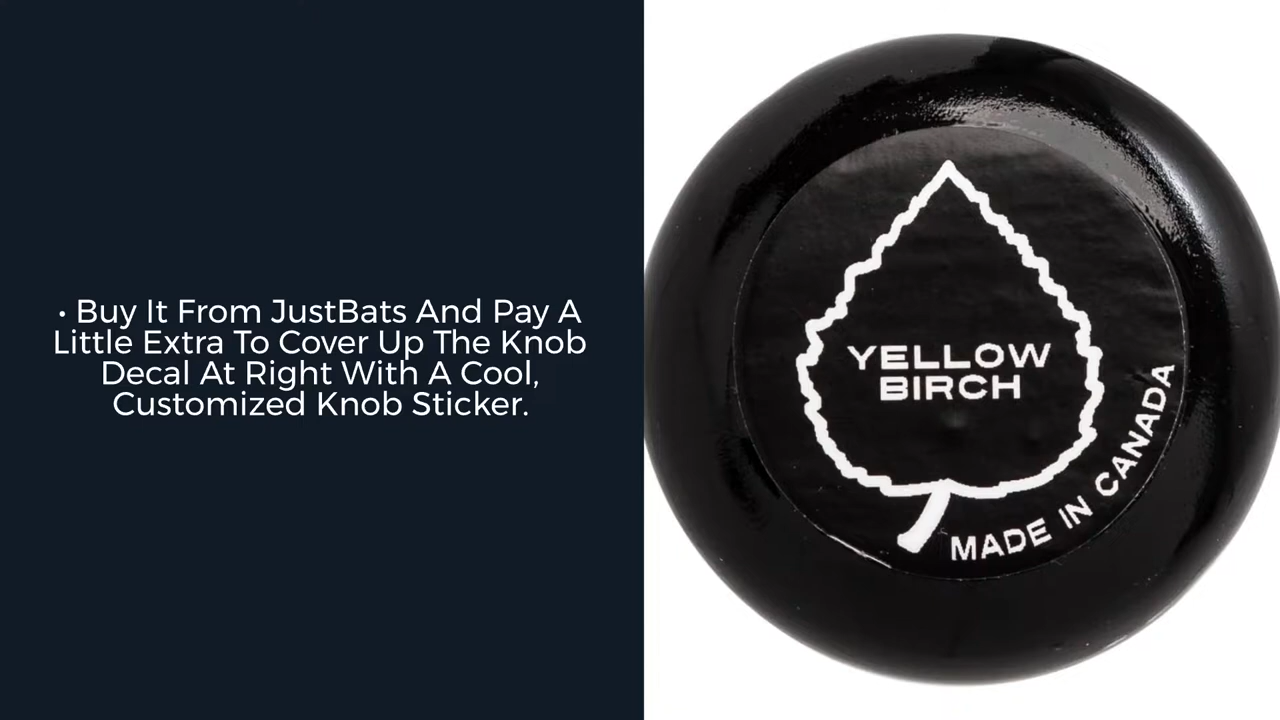 • Buy It From JustBats And Pay A
Little Extra To Cover Up The Knob
Decal At Right With A Cool,
Customized Knob Sticker.
YELLOW
BIRCH
MADE IN CANADA